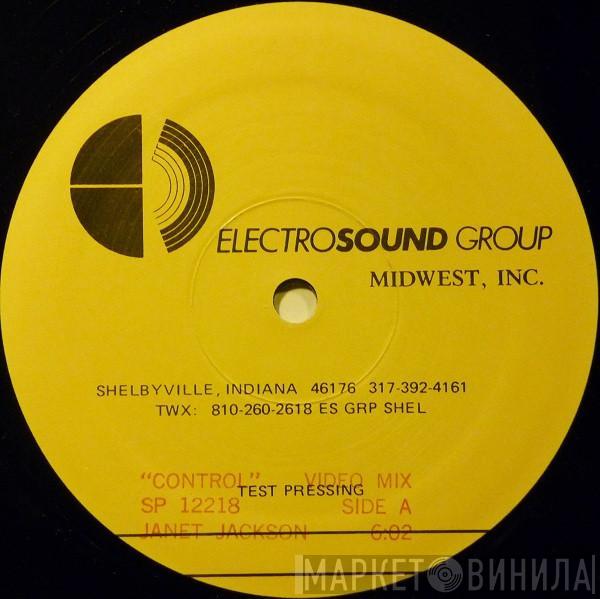 ELECTROSOUND GROUP
MIDWEST, INC.
SHELBYVILLE, INDIANA 46176 317-392-4161
TWX: 810-260-2618 ES GRP SHEL
"CONTROL" VIDEO MIX
TEST PRESSING
SP 12218 SIDE A
JANET JACKSON 6:02
МАРКЕТ ВИНИЛА